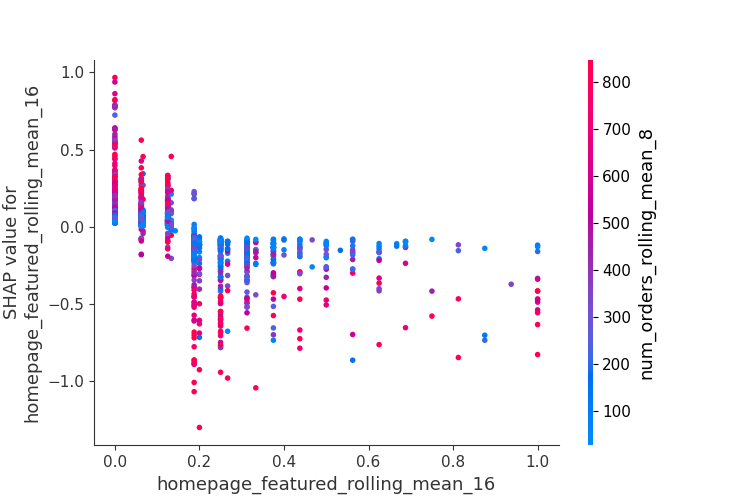 1.0
0.5
0.0
−0.5
−1.0
SHAP value for
homepage_featured_rolling_mean_16
0.0 0.2 0.4 0.6 0.8 1.0
homepage_featured_rolling_mean_16
800
700
600
500
400
300
200
100
num_orders_rolling_mean_8